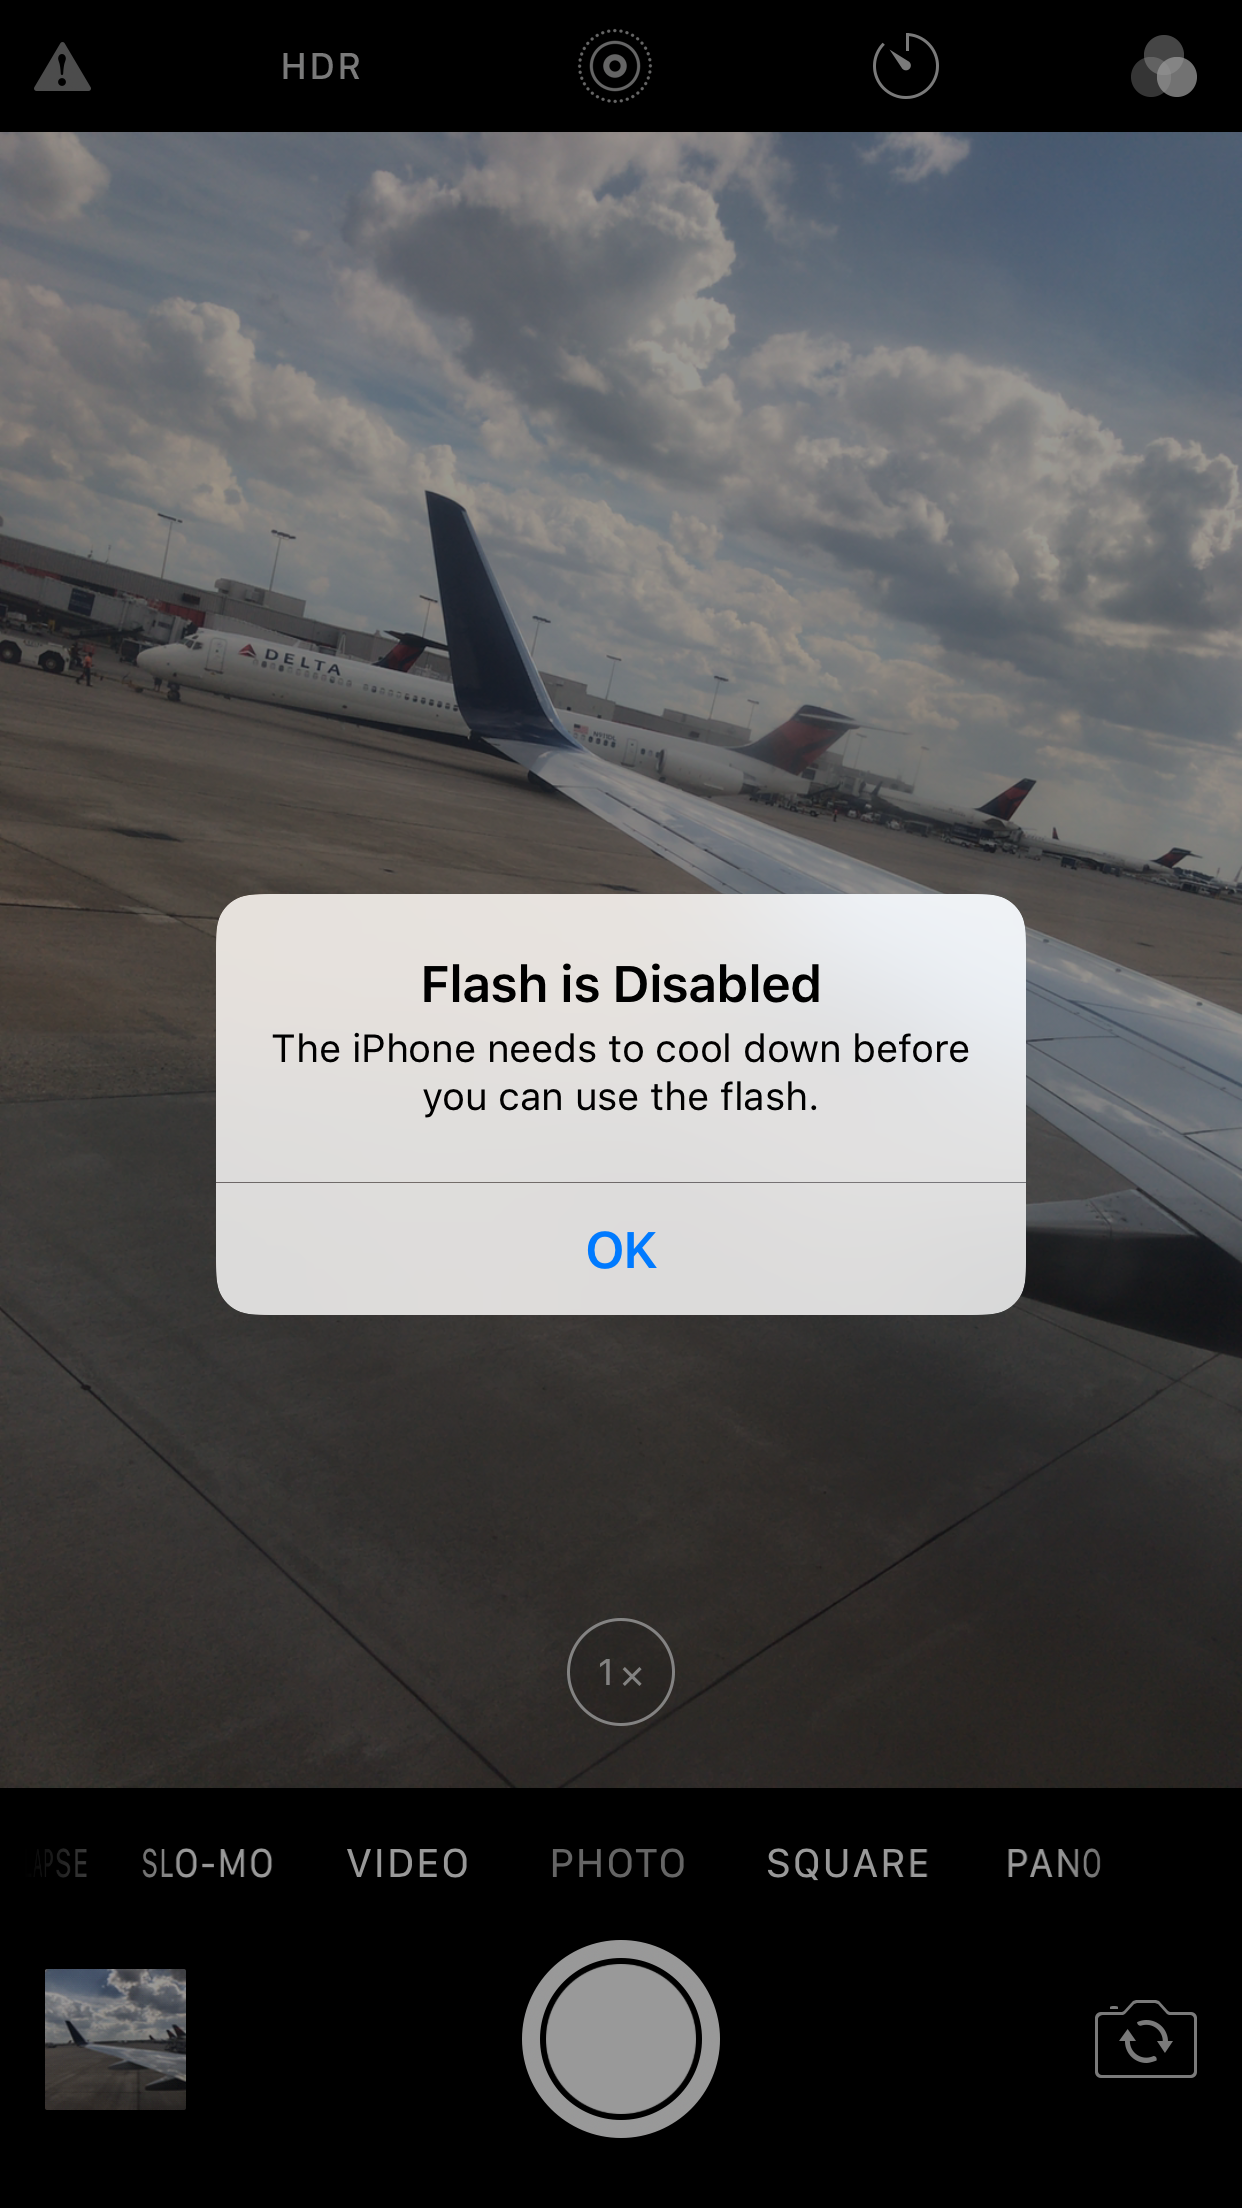 HDR
DELTA
Flash is Disabled
The iPhone needs to cool down before
you can use the flash.
OK
1×
APSE SLO-MO VIDEO PHOTO SQUARE PANO